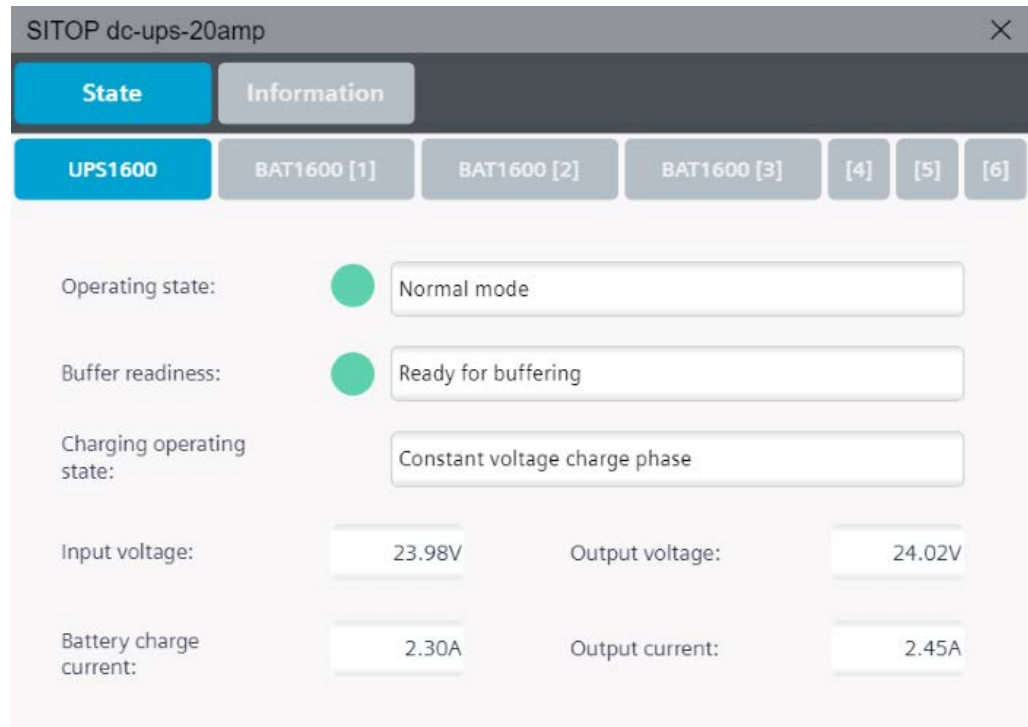 SITOP dc-ups-20amp
State Information
UPS1600 BAT1600 [1] BAT1600 [2] BAT1600 [3] [4] [5] [6]
Operating state: Normal mode
Buffer readiness: Ready for buffering
Charging operating
state: Constant voltage charge phase
Input voltage: 23.98V Output voltage: 24.02V
Battery charge
current: 2.30A Output current: 2.45A